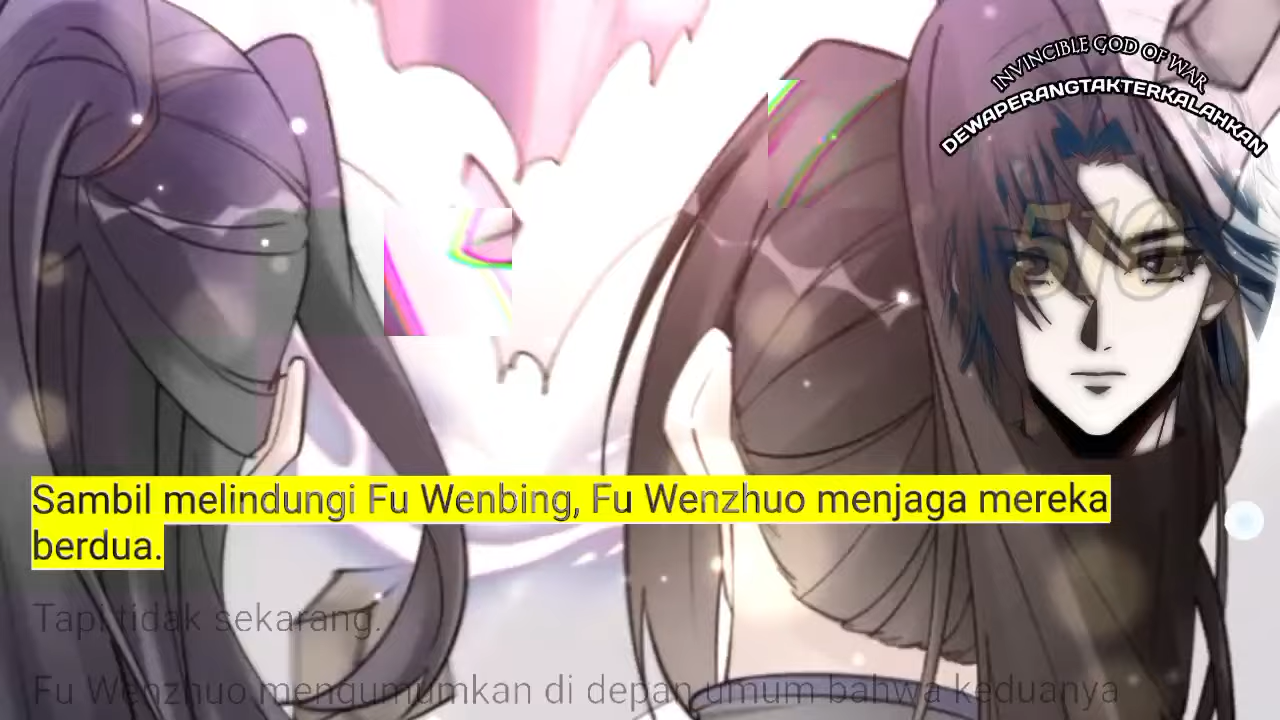 INVINCIBLE GOD OF WAR
DEWAPERANGTAKTERKALAHKAN
510
Sambil melindungi Fu Wenbing, Fu Wenzhuo menjaga mereka
berdua.
Tapi tidak sekarang.
Fu Wenzhuo mengumumkan di depan umum bahwa keduanya